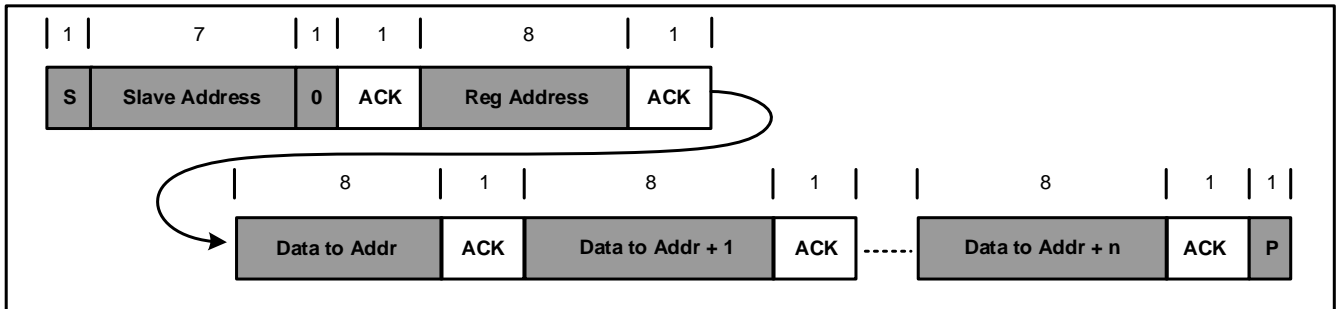 1 7 1 1 8 1
S Slave Address 0 ACK Reg Address ACK
8 1 8 1 8 1 1
Data to Addr ACK Data to Addr + 1 ACK Data to Addr + n ACK P